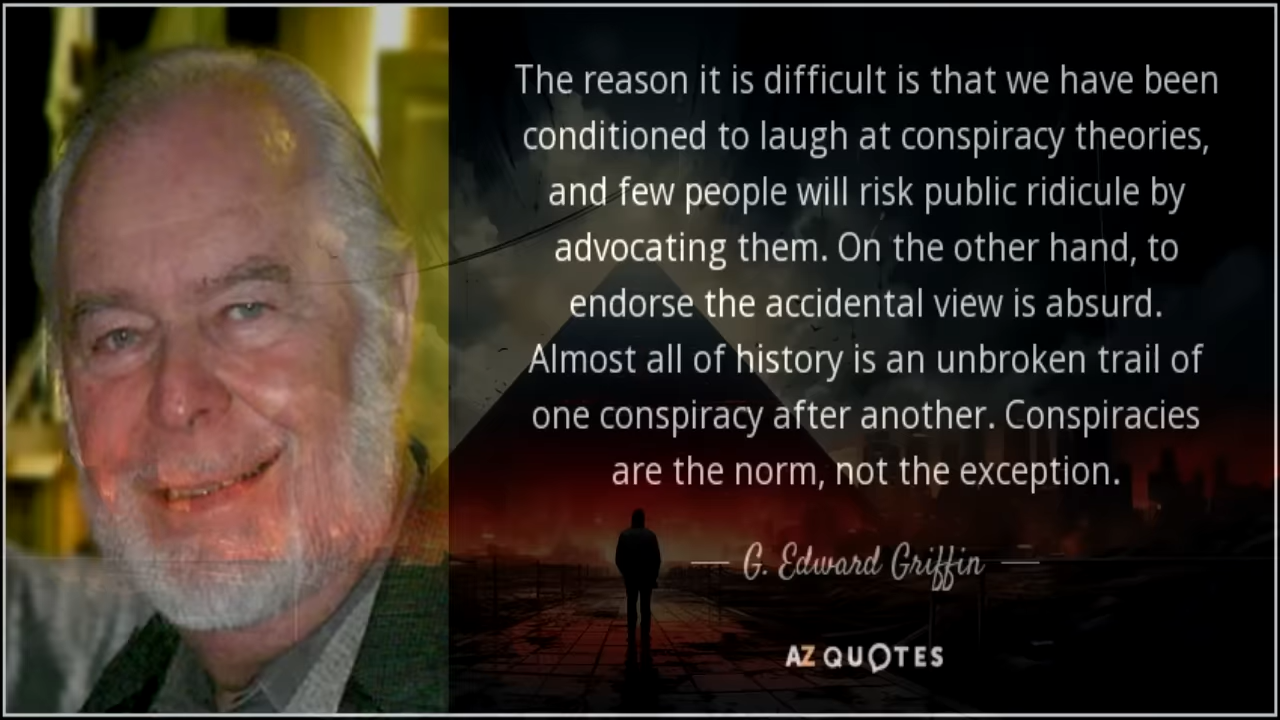 The reason it is difficult is that we have been
conditioned to laugh at conspiracy theories,
and few people will risk public ridicule by
advocating them. On the other hand, to
endorse the accidental view is absurd.
Almost all of history is an unbroken trail of
one conspiracy after another. Conspiracies
are the norm, not the exception.
— G. Edward Griffin —
AZ QUOTES